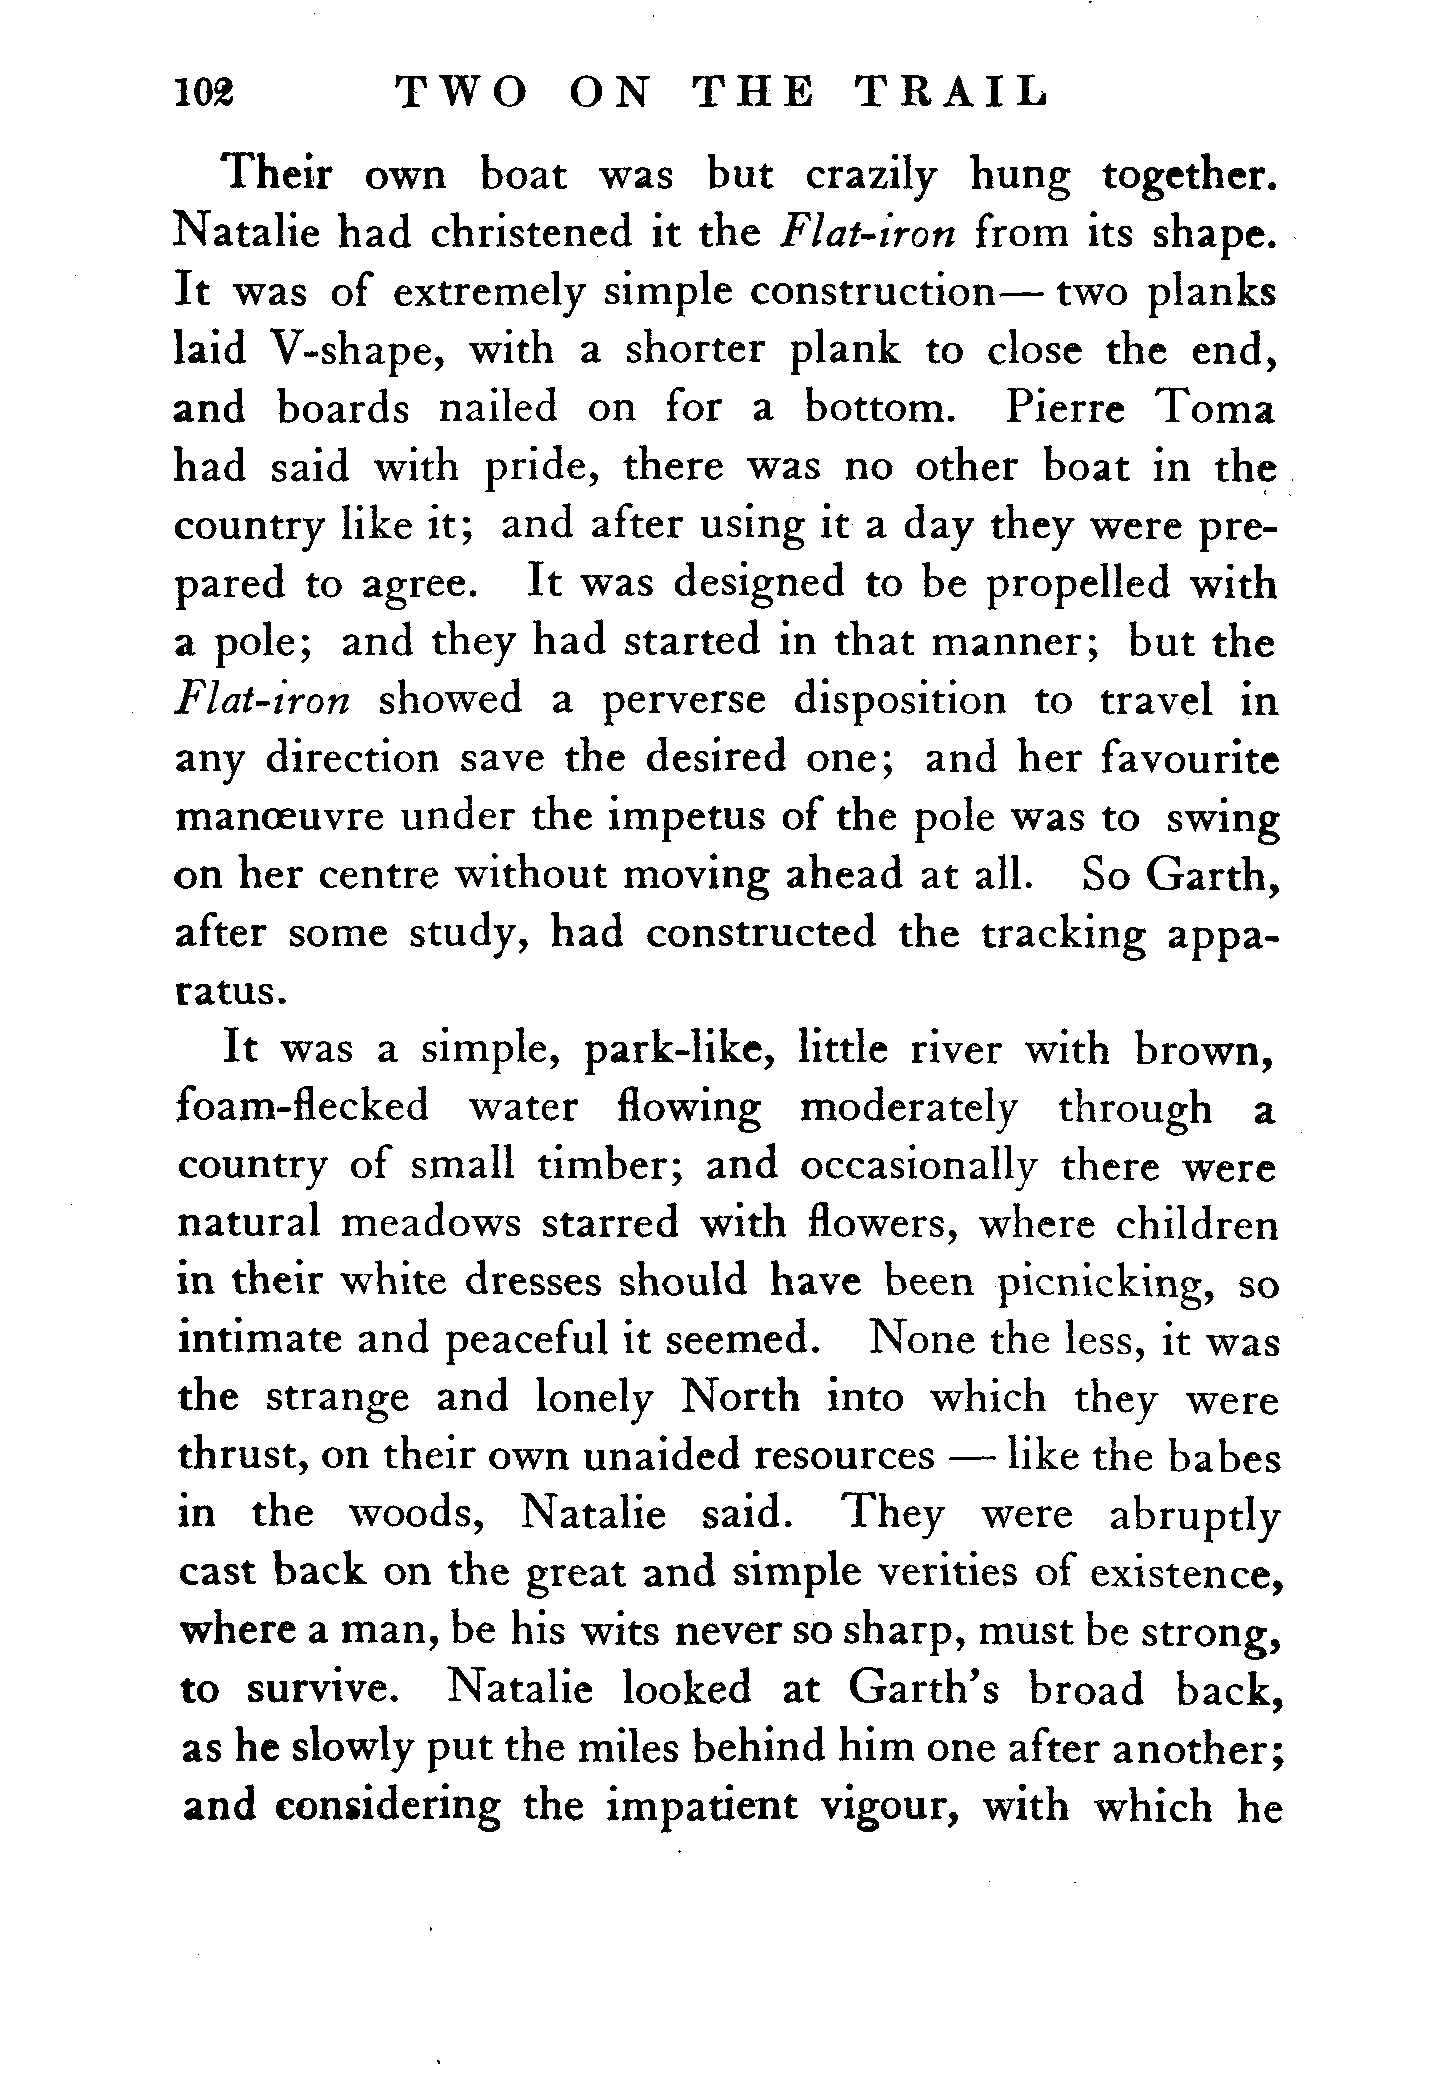 102 TWO ON THE TRAIL
Their own boat was but crazily hung together.
Natalie had christened it the Flat-iron from its shape.
It was of extremely simple construction— two planks
laid V-shape, with a shorter plank to close the end,
and boards nailed on for a bottom. Pierre Toma
had said with pride, there was no other boat in the
country like it; and after using it a day they were pre-
pared to agree. It was designed to be propelled with
a pole; and they had started in that manner; but the
Flat-iron showed a perverse disposition to travel in
any direction save the desired one; and her favourite
manœuvre under the impetus of the pole was to swing
on her centre without moving ahead at all. So Garth,
after some study, had constructed the tracking appa-
ratus.
It was a simple, park-like, little river with brown,
foam-flecked water flowing moderately through a
country of small timber; and occasionally there were
natural meadows starred with flowers, where children
in their white dresses should have been picnicking, so
intimate and peaceful it seemed. None the less, it was
the strange and lonely North into which they were
thrust, on their own unaided resources — like the babes
in the woods, Natalie said. They were abruptly
cast back on the great and simple verities of existence,
where a man, be his wits never so sharp, must be strong,
to survive. Natalie looked at Garth's broad back,
as he slowly put the miles behind him one after another;
and considering the impatient vigour, with which he